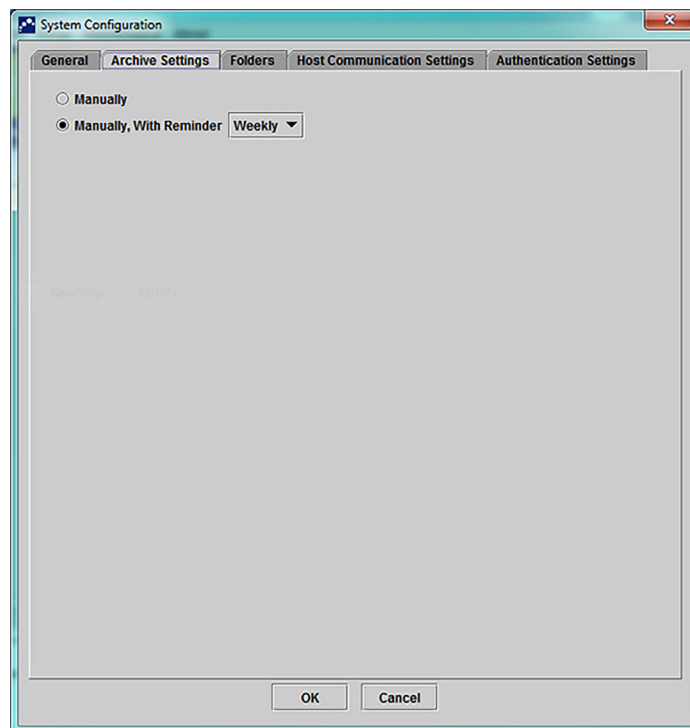 System Configuration
General Archive Settings Folders Host Communication Settings Authentication Settings
Manually
Manually, With Reminder Weekly
OK Cancel